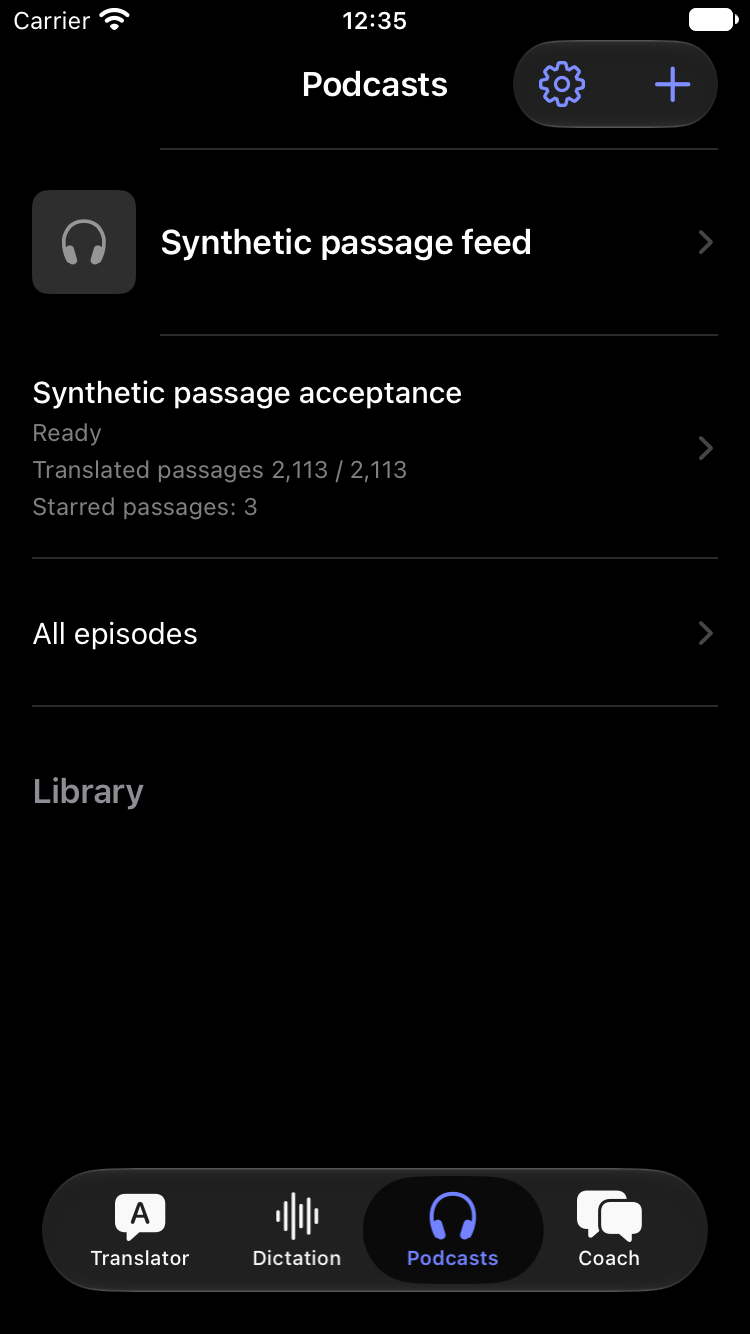 Carrier 12:35
Podcasts
Synthetic passage feed
Synthetic passage acceptance
Ready
Translated passages 2,113 / 2,113
Starred passages: 3
All episodes
Library
A
Translator Dictation Podcasts Coach